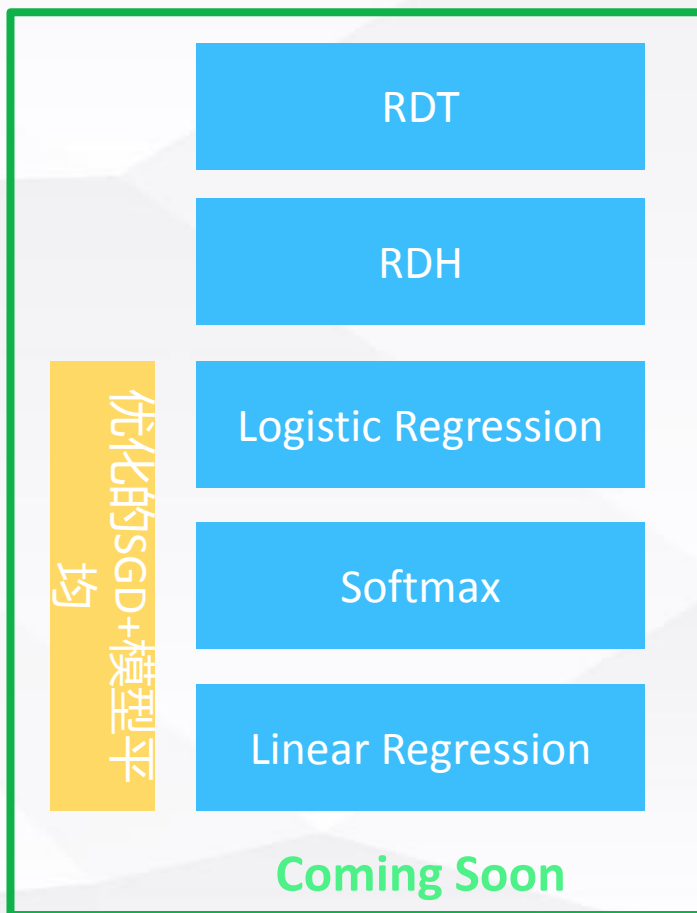 RDT
RDH
优化的SGD+模型平
均
Logistic Regression
Softmax
Linear Regression
Coming Soon